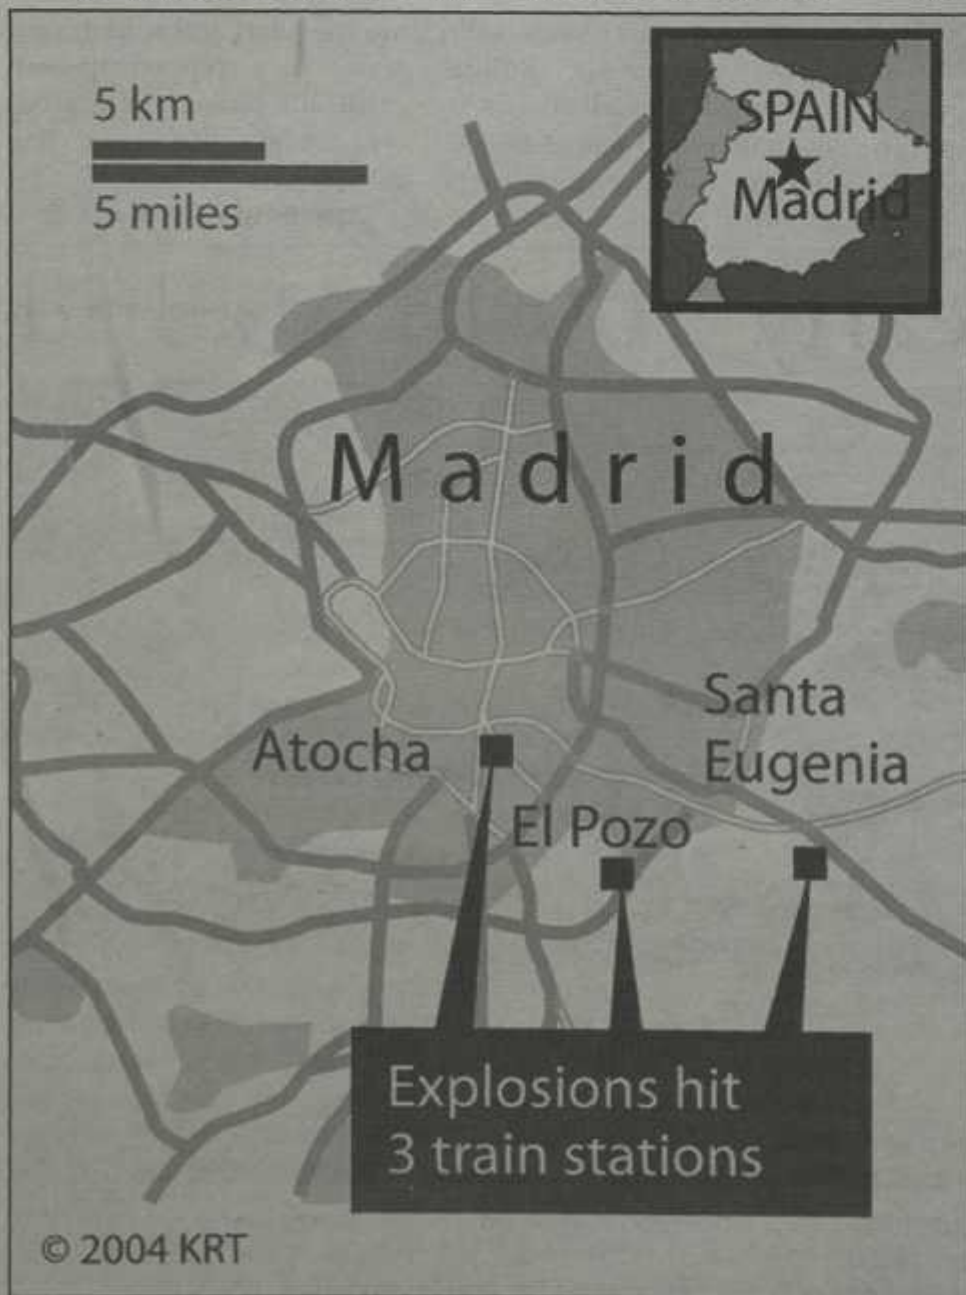 5 km
5 miles
SPAIN
Madrid
Madrid
Santa
Eugenia
Atocha
El Pozo
Explosions hit
3 train stations
© 2004 KRT